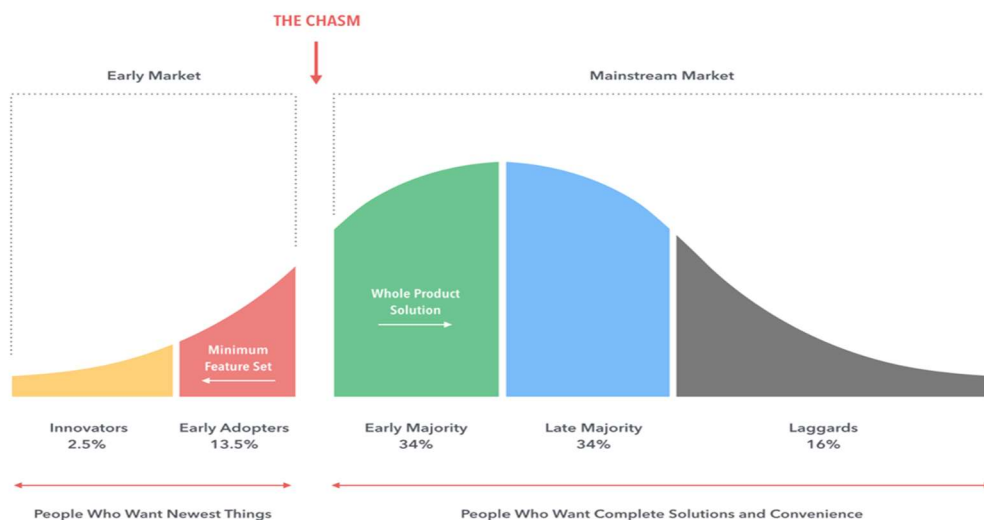 THE CHASM
Early Market
Mainstream Market
Whole Product
Solution
Minimum
Feature Set
Innovators
2.5%
Early Adopters
13.5%
Early Majority
34%
Late Majority
34%
Laggards
16%
People Who Want Newest Things
People Who Want Complete Solutions and Convenience